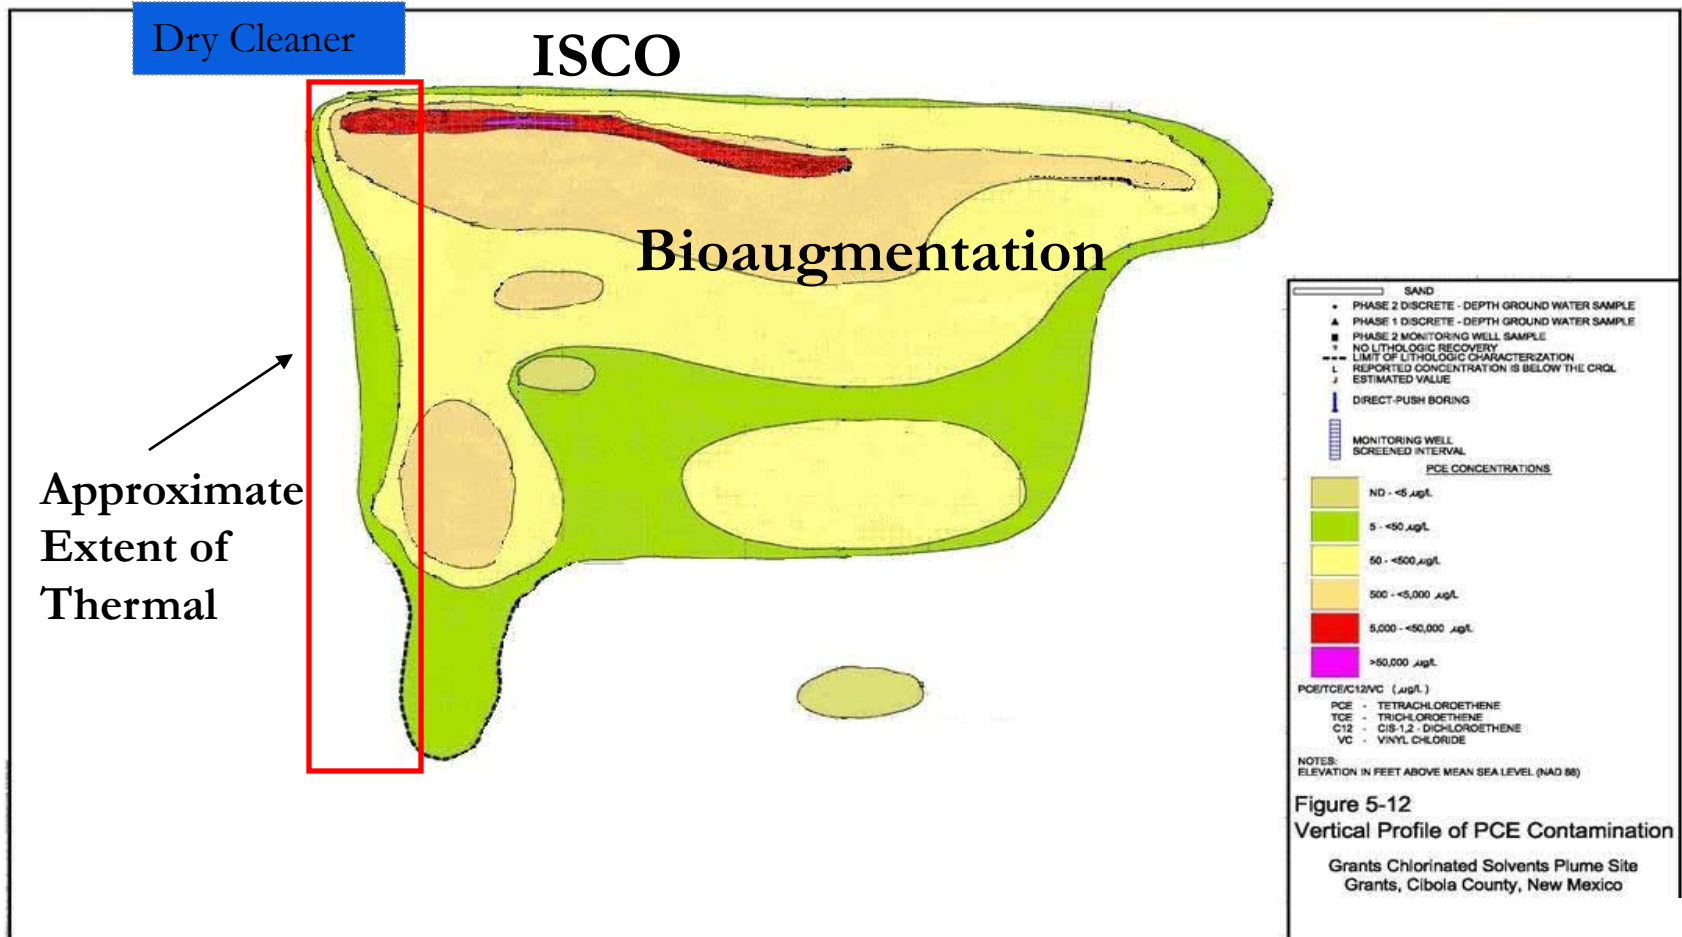 Dry Cleaner
ISCO
Bioaugmentation
Approximate
Extent of
Thermal
SAND
PHASE 2 DISCRETE - DEPTH GROUND WATER SAMPLE
PHASE 1 DISCRETE - DEPTH GROUND WATER SAMPLE
PHASE 2 MONITORING WELL SAMPLE
? NO LITHOLOGIC RECOVERY
LIMIT OF LITHOLOGIC CHARACTERIZATION
L REPORTED CONCENTRATION IS BELOW THE CRQL
J ESTIMATED VALUE
DIRECT-PUSH BORING
MONITORING WELL
SCREENED INTERVAL
PCE CONCENTRATIONS
ND - <5 µg/L
5 - <50 µg/L
50 - <500 µg/L
500 - <5,000 µg/L
5,000 - <50,000 µg/L
>50,000 µg/L
PCE/TCE/C12/VC (µg/L)
PCE - TETRACHLOROETHENE
TCE - TRICHLOROETHENE
C12 - CIS-1,2 - DICHLOROETHENE
VC - VINYL CHLORIDE
NOTES:
ELEVATION IN FEET ABOVE MEAN SEA LEVEL (NAD 88)
Figure 5-12
Vertical Profile of PCE Contamination
Grants Chlorinated Solvents Plume Site
Grants, Cibola County, New Mexico